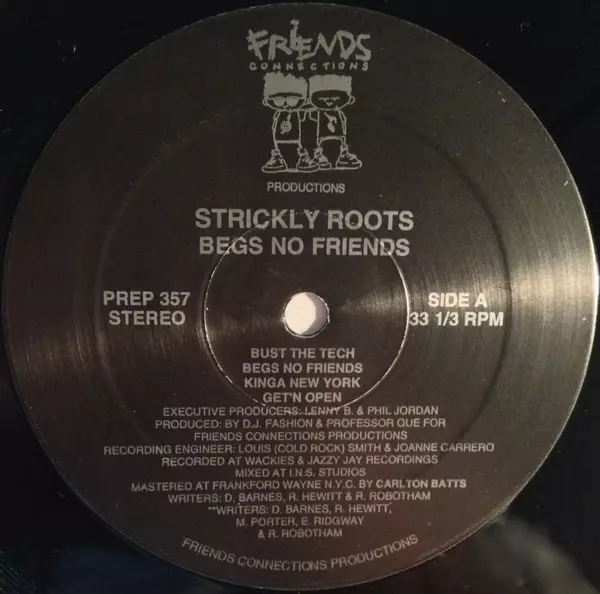 FRIENDS
CONNECTIONS
PRODUCTIONS
STRICKLY ROOTS
BEGS NO FRIENDS
PREP 357
STEREO
SIDE A
33 1/3 RPM
BUST THE TECH
BEGS NO FRIENDS
KINGA NEW YORK
GET'N OPEN
EXECUTIVE PRODUCERS: LENNY B. & PHIL JORDAN
PRODUCED: BY D.J. FASHION & PROFESSOR QUE FOR
FRIENDS CONNECTIONS PRODUCTIONS
RECORDING ENGINEER: LOUIS (COLD ROCK) SMITH & JOANNE CARRERO
RECORDED AT WACKIES & JAZZY JAY RECORDINGS
MIXED AT I.N.S. STUDIOS
MASTERED AT FRANKFORD WAYNE N.Y.C. BY CARLTON BATTS
WRITERS: D. BARNES, R. HEWITT & R. ROBOTHAM
**WRITERS: D. BARNES, R. HEWITT,
M. PORTER, E. RIDGWAY
& R. ROBOTHAM
FRIENDS CONNECTIONS PRODUCTIONS